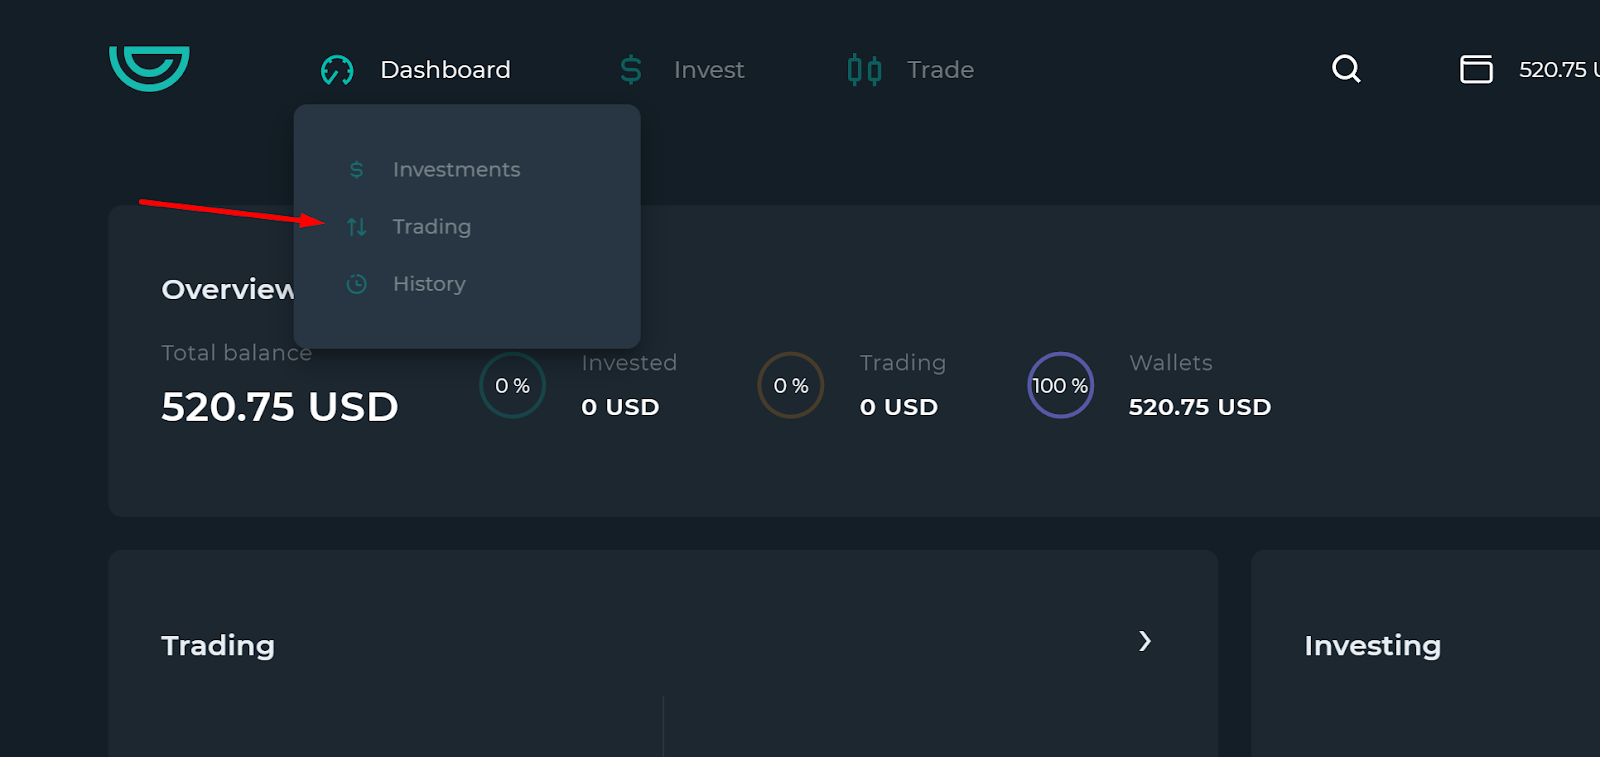 Dashboard
Invest
Trade
520.75 U
Investments
Trading
History
Overview
Total balance
520.75 USD
0 %
Invested
0 USD
0 %
Trading
0 USD
100 %
Wallets
520.75 USD
Trading
Investing